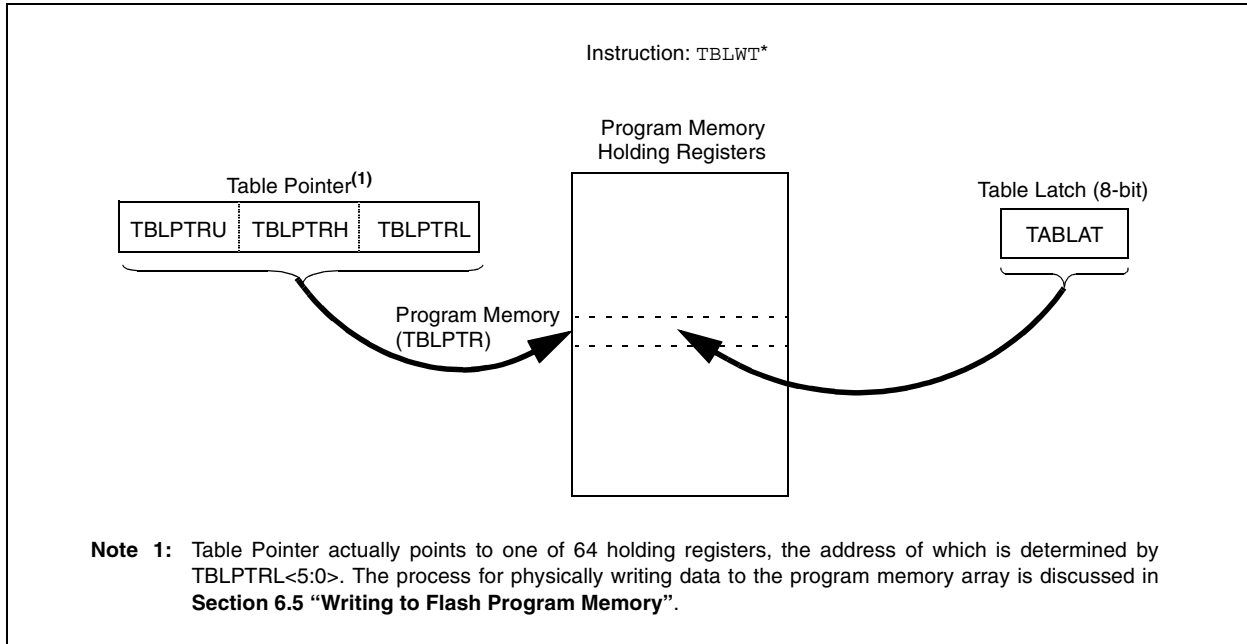 Instruction: TBLWT*
Program Memory
Holding Registers
Table Pointer(1)
Table Latch (8-bit)
TBLPTRU TBLPTRH TBLPTRL
TABLAT
Program Memory
(TBLPTR)
Note 1: Table Pointer actually points to one of 64 holding registers, the address of which is determined by
TBLPTRL<5:0>. The process for physically writing data to the program memory array is discussed in
Section 6.5 “Writing to Flash Program Memory”.